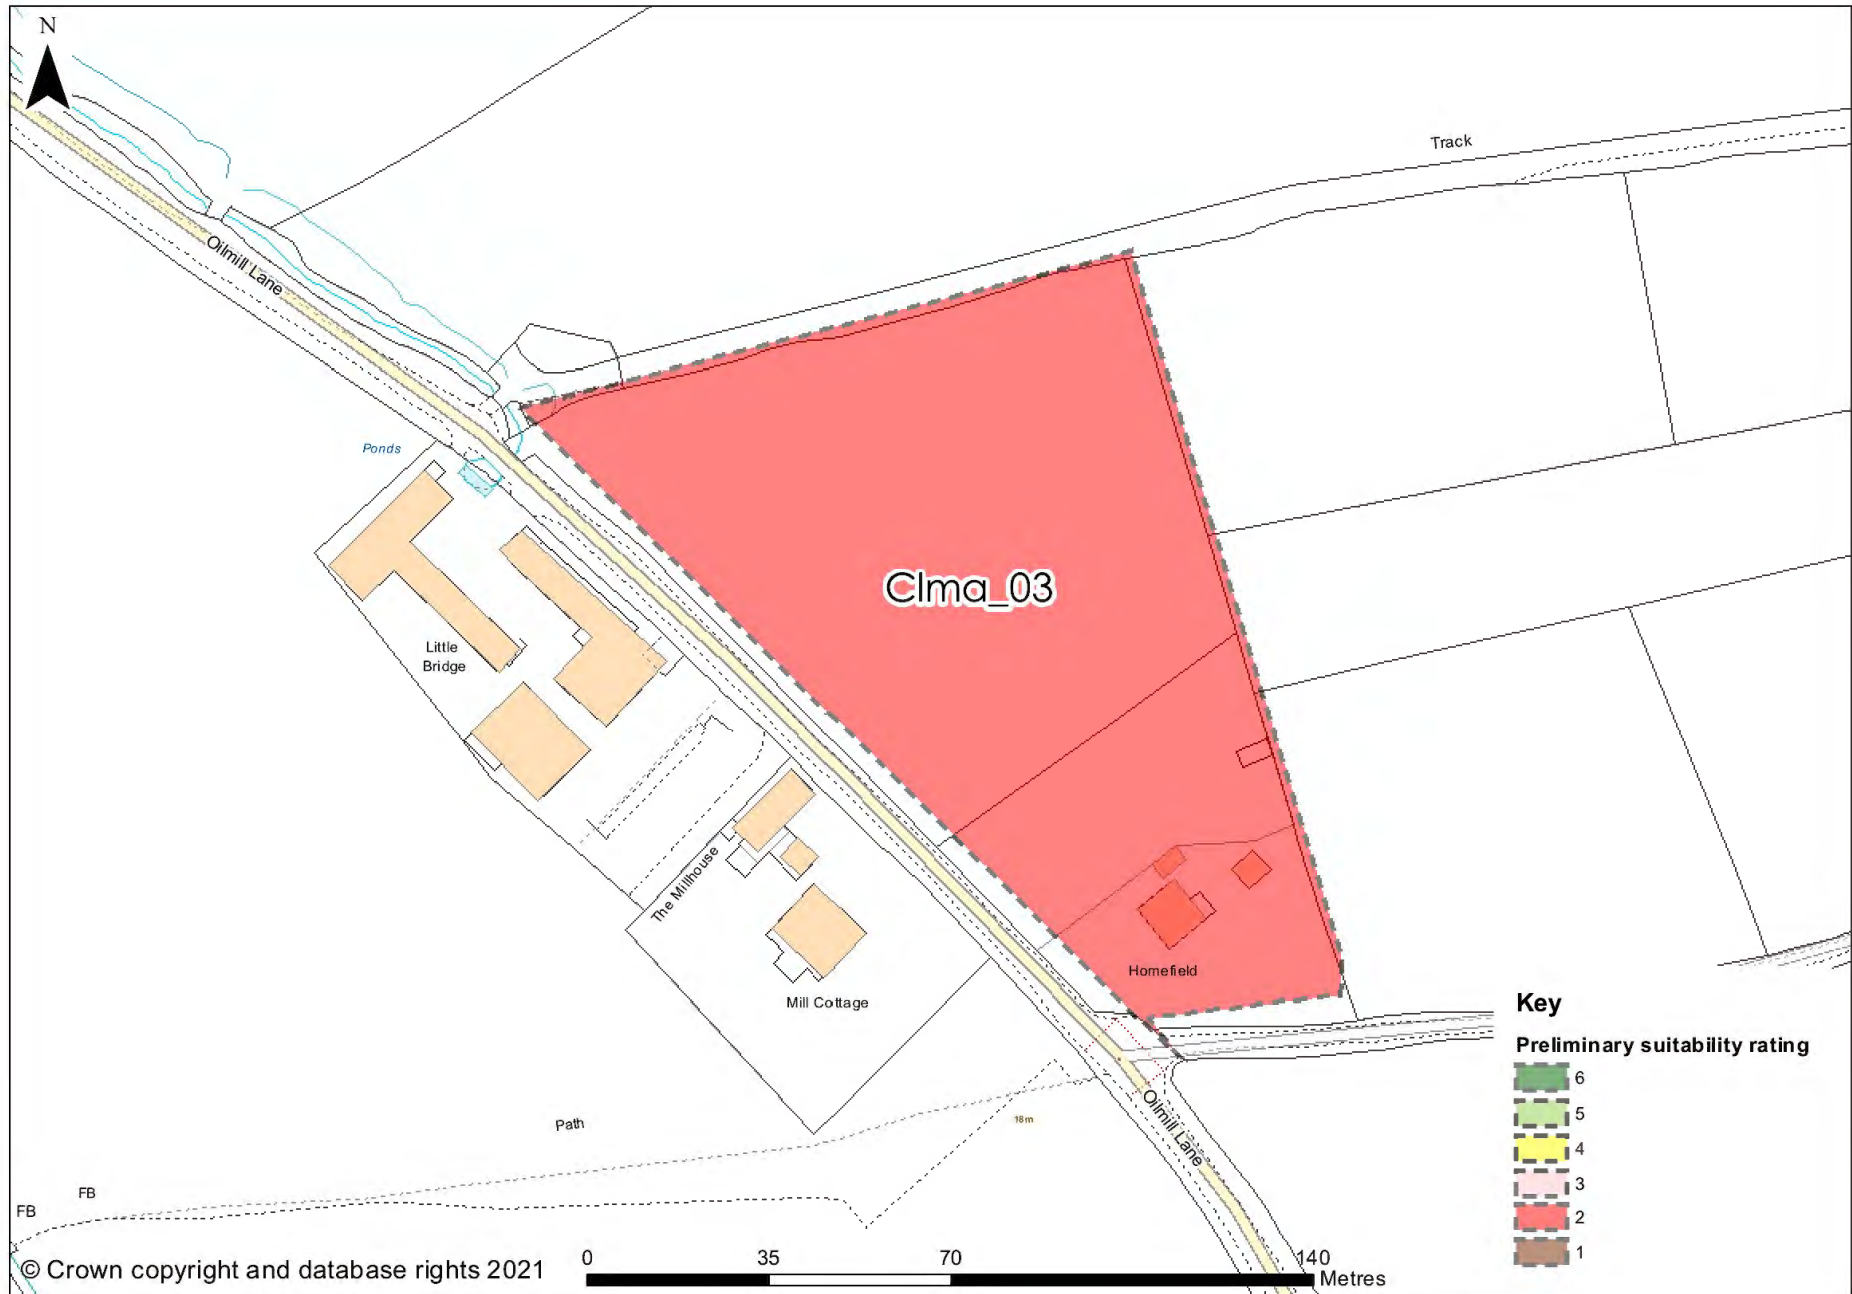 N
Track
Oilmill Lane
Ponds
Little
Bridge
Clma_03
The Millhouse
Mill Cottage
Homefield
Key
Preliminary suitability rating
6
5
4
3
2
1
Oilmill Lane
18m
Path
FB
FB
© Crown copyright and database rights 2021
0 35 70 140
Metres